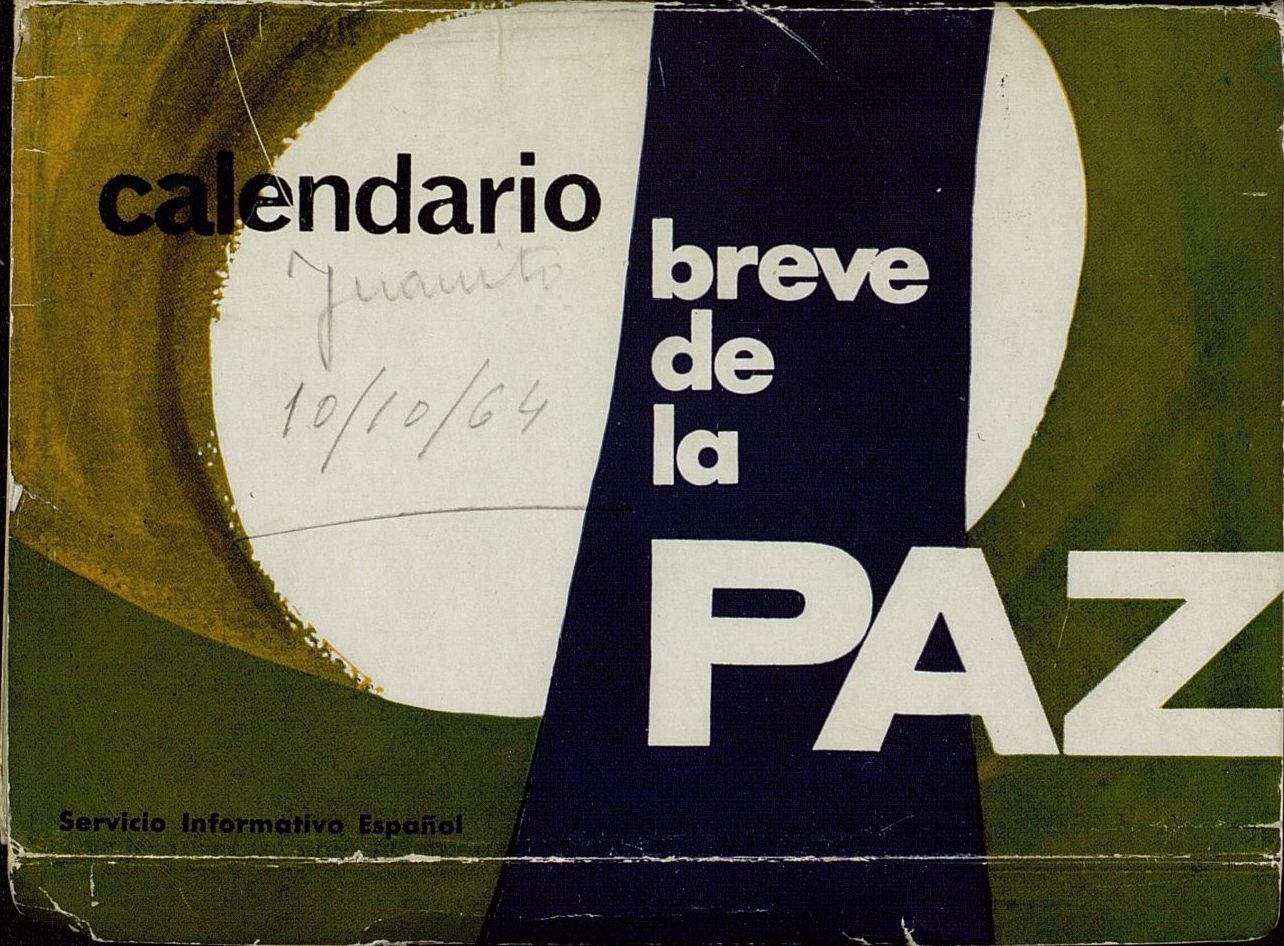 calendario
Juanito
10/10/64
breve
de
la
PAZ
Servicio Informativo Español